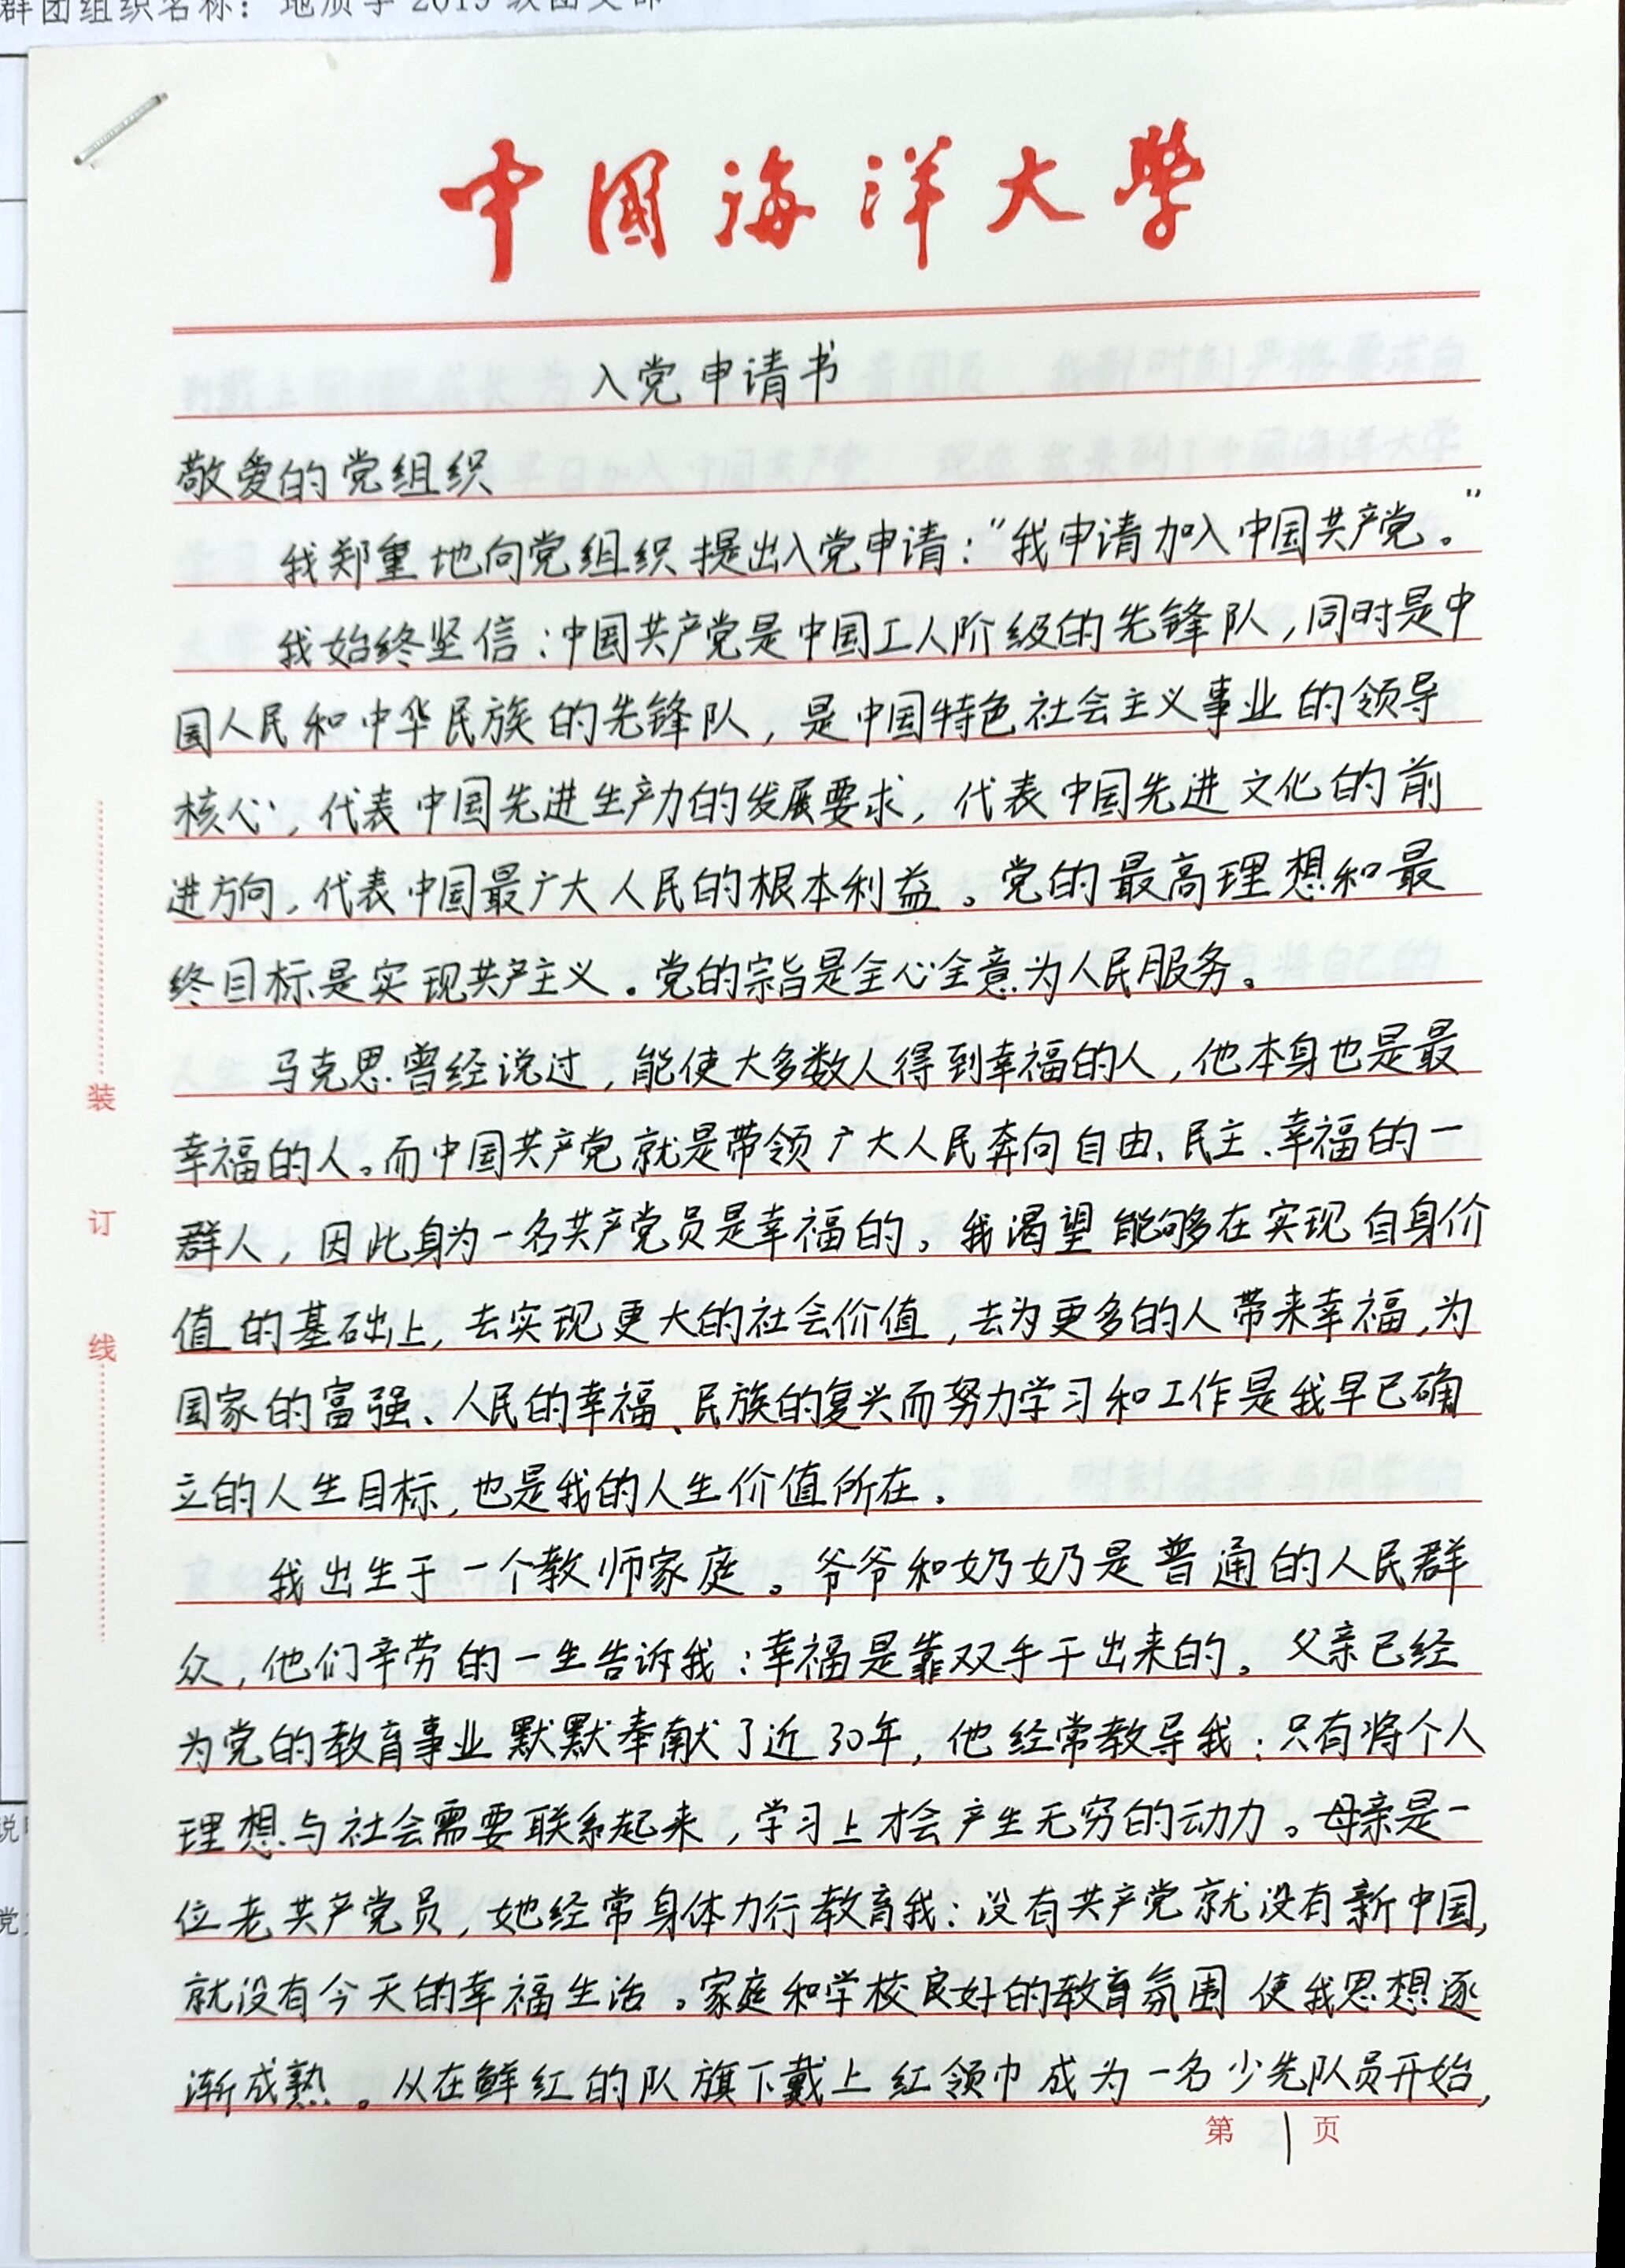 群团组织名称：地质学2019级团支部
中国海洋大学
入党申请书
敬爱的党组织
我郑重地向党组织提出入党申请：“我申请加入中国共产党。”
我始终坚信：中国共产党是中国工人阶级的先锋队，同时是中
国人民和中华民族的先锋队，是中国特色社会主义事业的领导
核心，代表中国先进生产力的发展要求，代表中国先进文化的前
进方向，代表中国最广大人民的根本利益。党的最高理想和最
终目标是实现共产主义。党的宗旨是全心全意为人民服务。
马克思曾经说过，能使大多数人得到幸福的人，他本身也是最
幸福的人。而中国共产党就是带领广大人民奔向自由、民主、幸福的一
群人，因此身为一名共产党员是幸福的。我渴望能够在实现自身价
值的基础上，去实现更大的社会价值，去为更多的人带来幸福，为
国家的富强、人民的幸福、民族的复兴而努力学习和工作是我早已确
立的人生目标，也是我的人生价值所在。
我出生于一个教师家庭。爷爷和奶奶是普通的人民群
众，他们辛劳的一生告诉我：幸福是靠双手干出来的。父亲已经
为党的教育事业默默奉献了近30年，他经常教导我：只有将个人
理想与社会需要联系起来，学习上才会产生无穷的动力。母亲是一
位老共产党员，她经常身体力行教育我：没有共产党就没有新中国，
就没有今天的幸福生活。家庭和学校良好的教育氛围使我思想逐
渐成熟。从在鲜红的队旗下戴上红领巾成为一名少先队员开始，
第1页
装
订
线